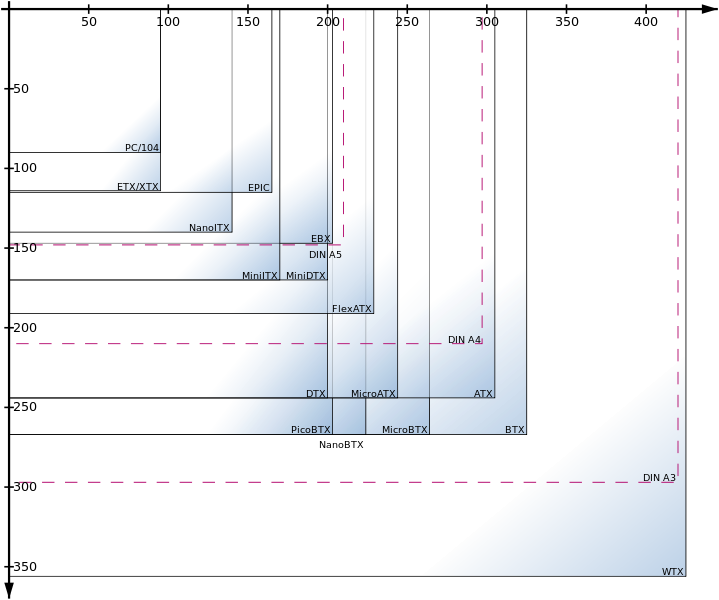 50 100 150 200 250 300 350 400
50
PC/104
100
ETX/XTX EPIC
NanoITX
EBX
150
DIN A5
MiniITX MiniDTX
FlexATX
200
DIN A4
DTX MicroATX ATX
250
PicoBTX MicroBTX BTX
NanoBTX
DIN A3
300
350
WTX